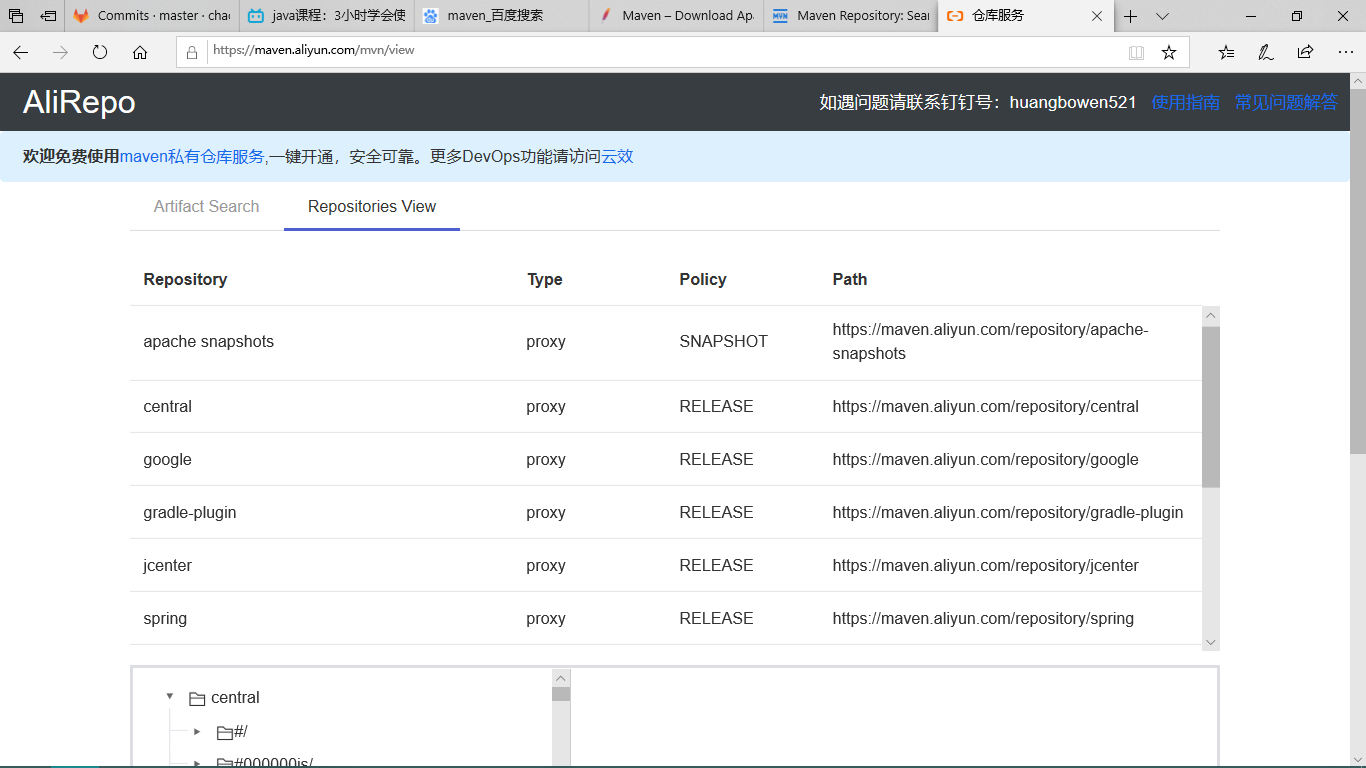 Commits · master · chao
java课程：3小时学会使
maven_百度搜索
Maven – Download Ap
Maven Repository: Sear
仓库服务
https://maven.aliyun.com/mvn/view
AliRepo
如遇问题请联系钉钉号：huangbowen521 使用指南 常见问题解答
欢迎免费使用maven私有仓库服务,一键开通，安全可靠。更多DevOps功能请访问云效
Artifact Search Repositories View
Repository Type Policy Path
apache snapshots proxy SNAPSHOT https://maven.aliyun.com/repository/apache-
snapshots
central proxy RELEASE https://maven.aliyun.com/repository/central
google proxy RELEASE https://maven.aliyun.com/repository/google
gradle-plugin proxy RELEASE https://maven.aliyun.com/repository/gradle-plugin
jcenter proxy RELEASE https://maven.aliyun.com/repository/jcenter
spring proxy RELEASE https://maven.aliyun.com/repository/spring
central
#/
#000000is/